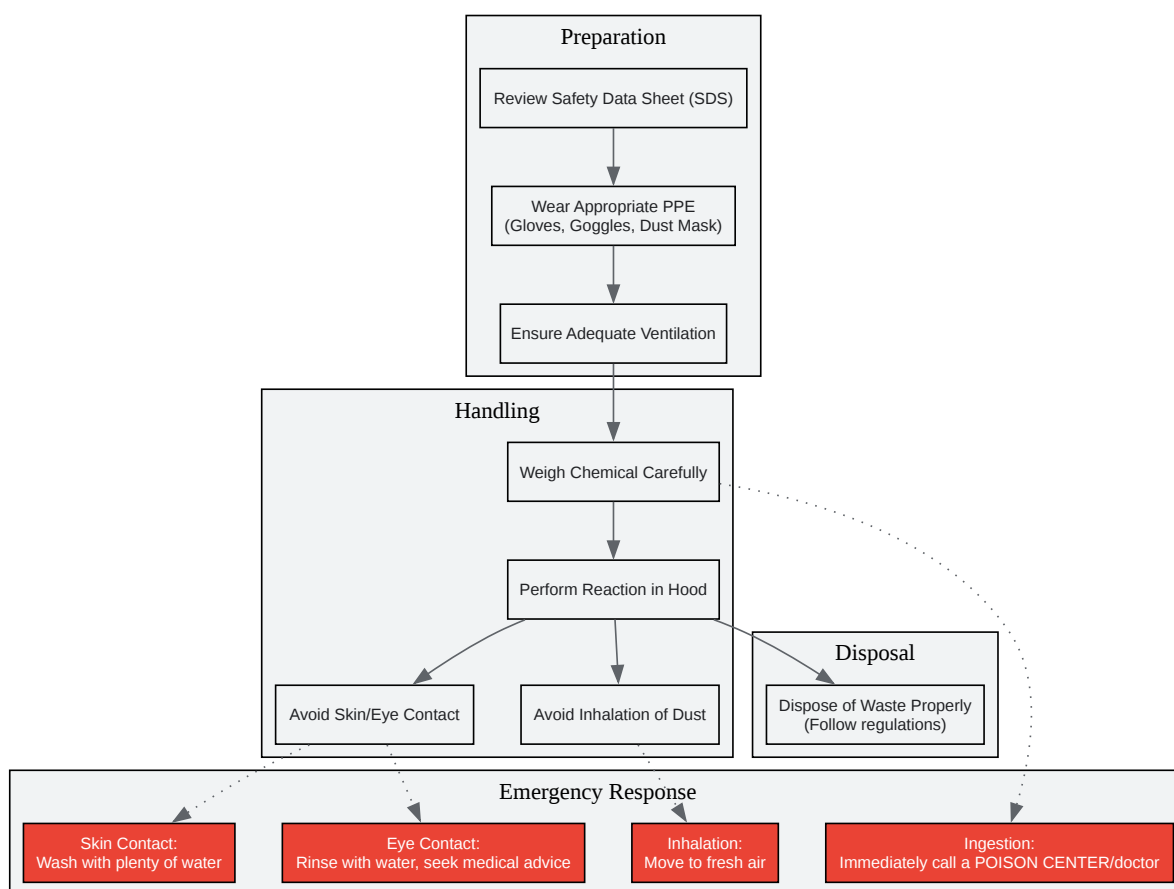 Preparation
Review Safety Data Sheet (SDS)
Wear Appropriate PPE
(Gloves, Goggles, Dust Mask)
Ensure Adequate Ventilation
Handling
Weigh Chemical Carefully
Perform Reaction in Hood
Avoid Skin/Eye Contact
Avoid Inhalation of Dust
Disposal
Dispose of Waste Properly
(Follow regulations)
Emergency Response
Skin Contact:
Wash with plenty of water
Eye Contact:
Rinse with water, seek medical advice
Inhalation:
Move to fresh air
Ingestion:
Immediately call a POISON CENTER/doctor